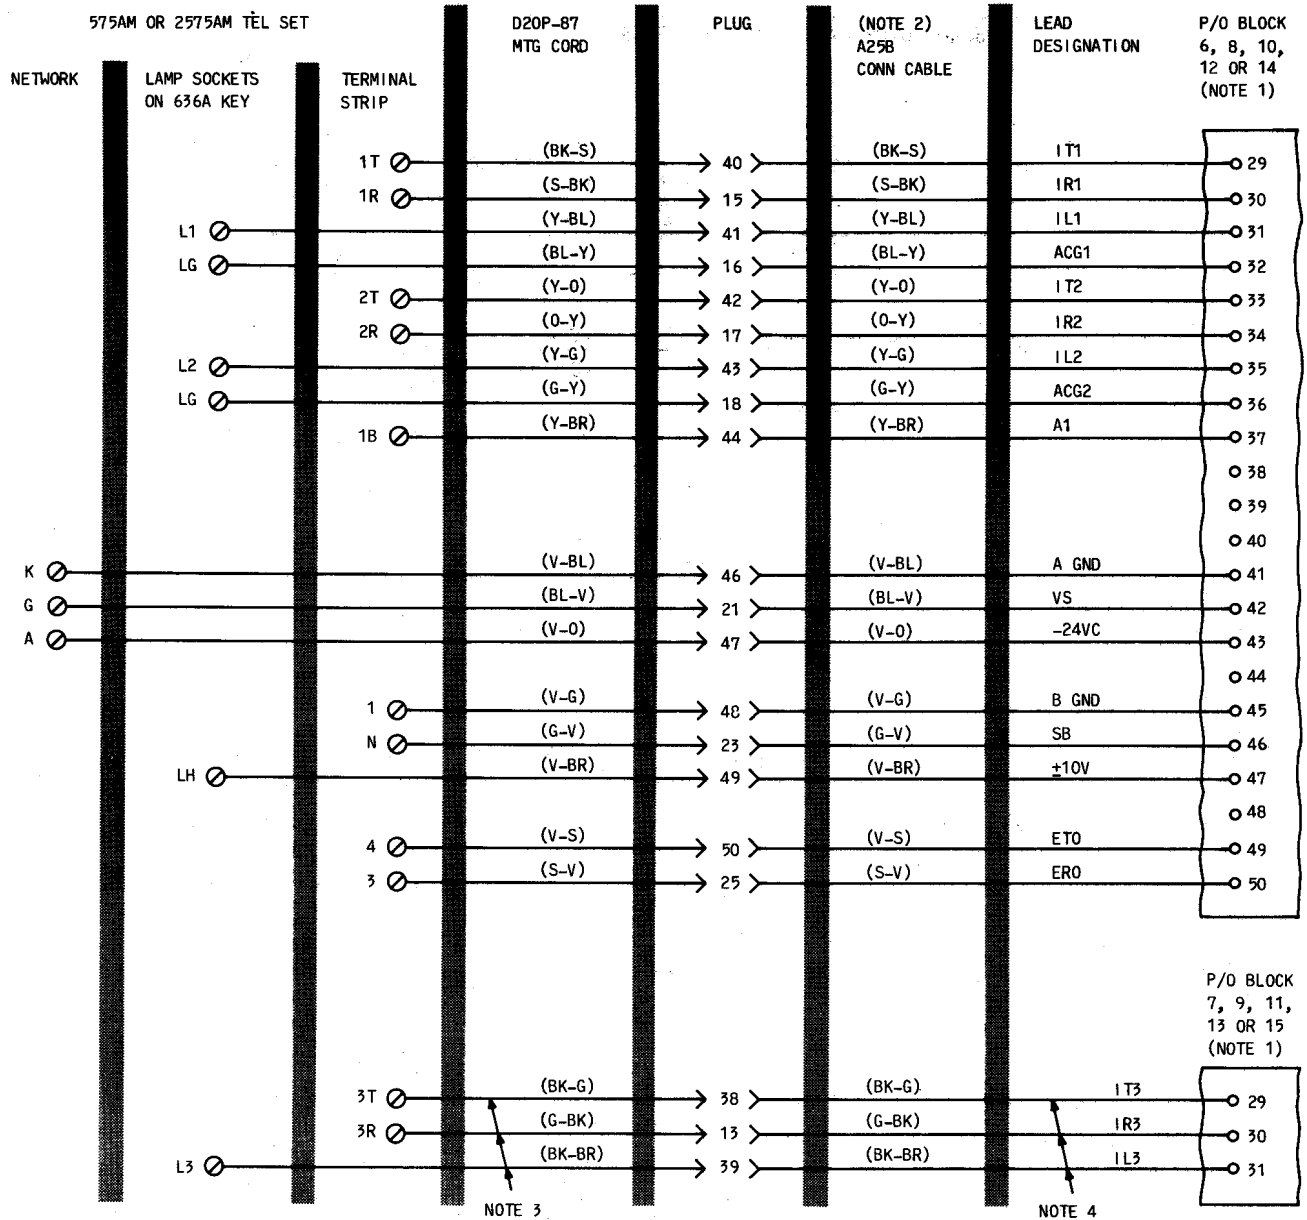 575AM OR 2575AM TEL SET D20P-87 PLUG (NOTE 2) LEAD P/O BLOCK
MTG CORD A25B DESIGNATION 6, 8, 10,
NETWORK LAMP SOCKETS TERMINAL CONN CABLE 12 OR 14
ON 636A KEY STRIP (NOTE 1)
1T (BK-S) 40 (BK-S) IT1 29
1R (S-BK) 15 (S-BK) IR1 30
L1 (Y-BL) 41 (Y-BL) IL1 31
LG (BL-Y) 16 (BL-Y) ACG1 32
2T (Y-O) 42 (Y-O) IT2 33
2R (O-Y) 17 (O-Y) IR2 34
L2 (Y-G) 43 (Y-G) IL2 35
LG (G-Y) 18 (G-Y) ACG2 36
1B (Y-BR) 44 (Y-BR) A1 37
38
39
40
K (V-BL) 46 (V-BL) A GND 41
G (BL-V) 21 (BL-V) VS 42
A (V-O) 47 (V-O) -24VC 43
44
1 (V-G) 48 (V-G) B GND 45
N (G-V) 23 (G-V) SB 46
LH (V-BR) 49 (V-BR) ±10V 47
48
4 (V-S) 50 (V-S) ETO 49
3 (S-V) 25 (S-V) ERO 50
P/O BLOCK
7, 9, 11,
13 OR 15
(NOTE 1)
3T (BK-G) 38 (BK-G) IT3 29
3R (G-BK) 13 (G-BK) IR3 30
L3 (BK-BR) 39 (BK-BR) IL3 31
NOTE 3 NOTE 4